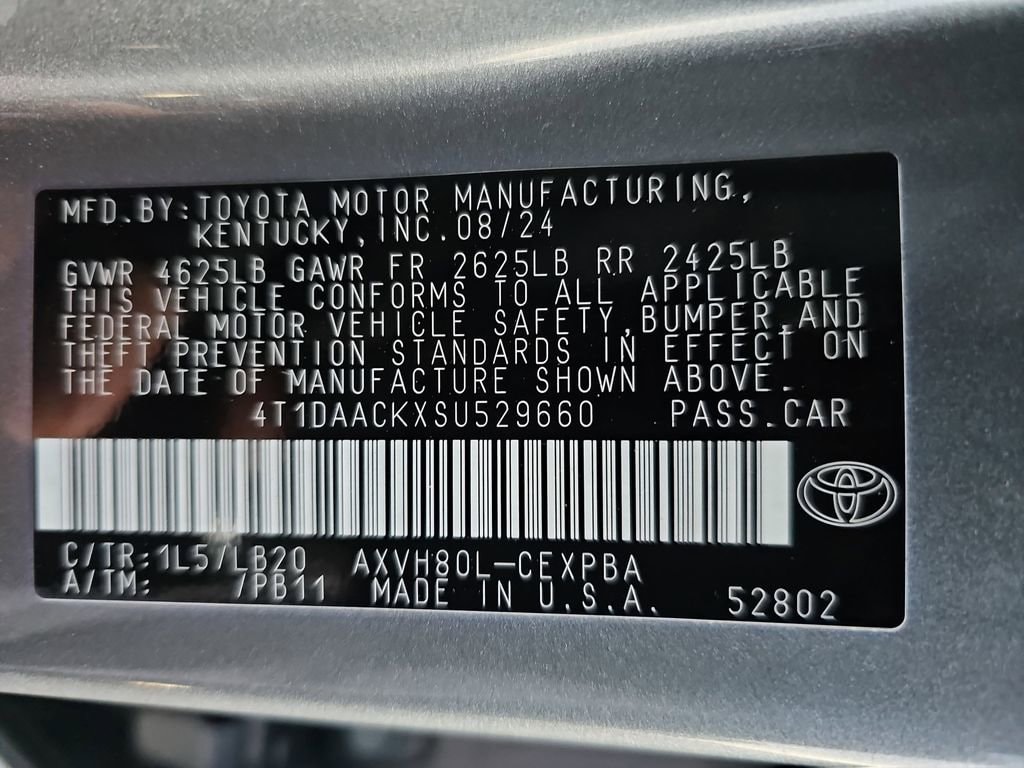 MFD.BY:TOYOTA MOTOR MANUFACTURING,
KENTUCKY,INC.08/24
GVWR 4625LB GAWR FR 2625LB RR 2425LB
THIS VEHICLE CONFORMS TO ALL APPLICABLE
FEDERAL MOTOR VEHICLE SAFETY,BUMPER,AND
THEFT PREVENTION STANDARDS IN EFFECT ON
THE DATE OF MANUFACTURE SHOWN ABOVE.
4T1DAACKXSU529660 PASS.CAR
C/TR:1L5/LB20 AXVH80L-CEXPBA
A/TM: /PB11 MADE IN U.S.A. 52802